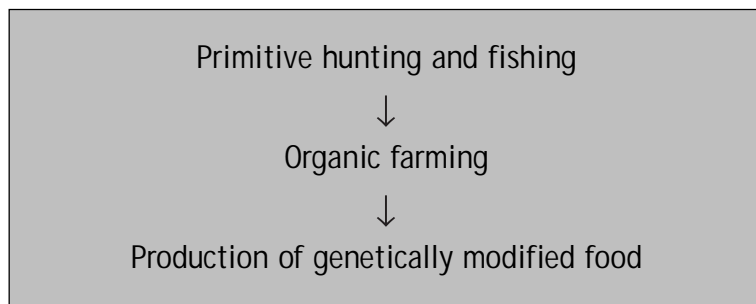 Primitive hunting and fishing
↓
Organic farming
↓
Production of genetically modified food